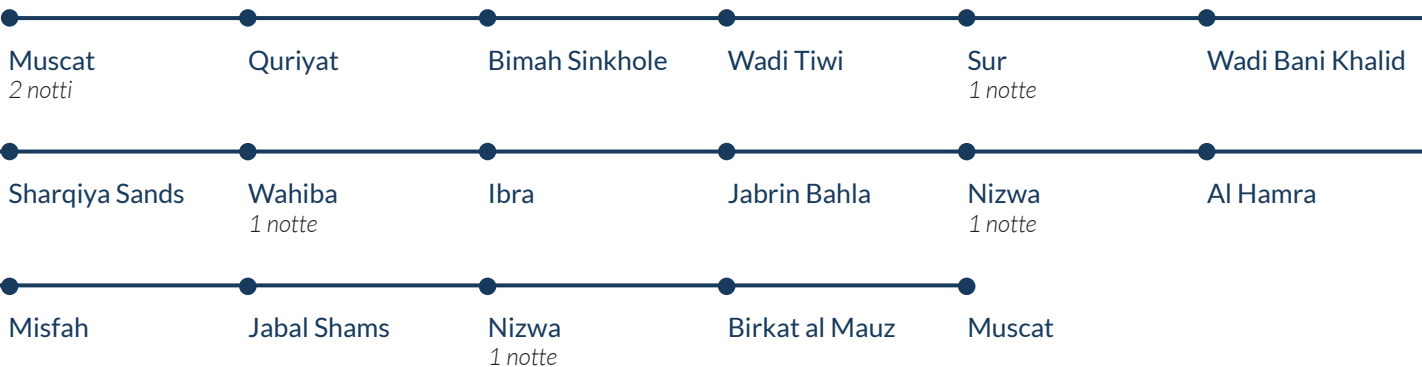 Muscat
2 notti
Quriyat
Bimah Sinkhole
Wadi Tiwi
Sur
1 notte
Wadi Bani Khalid
Sharqiya Sands
Wahiba
1 notte
Ibra
Jabrin Bahla
Nizwa
1 notte
Al Hamra
Misfah
Jabal Shams
Nizwa
1 notte
Birkat al Mauz
Muscat